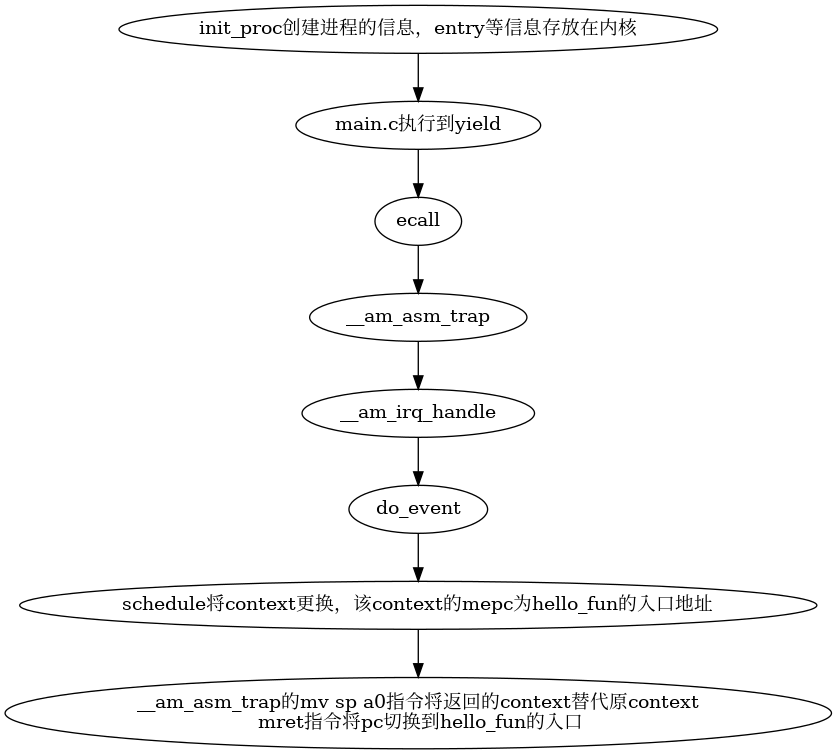 init_proc创建进程的信息，entry等信息存放在内核
main.c执行到yield
ecall
__am_asm_trap
__am_irq_handle
do_event
schedule将context更换，该context的mepc为hello_fun的入口地址
__am_asm_trap的mv sp a0指令将返回的context替代原context
mret指令将pc切换到hello_fun的入口